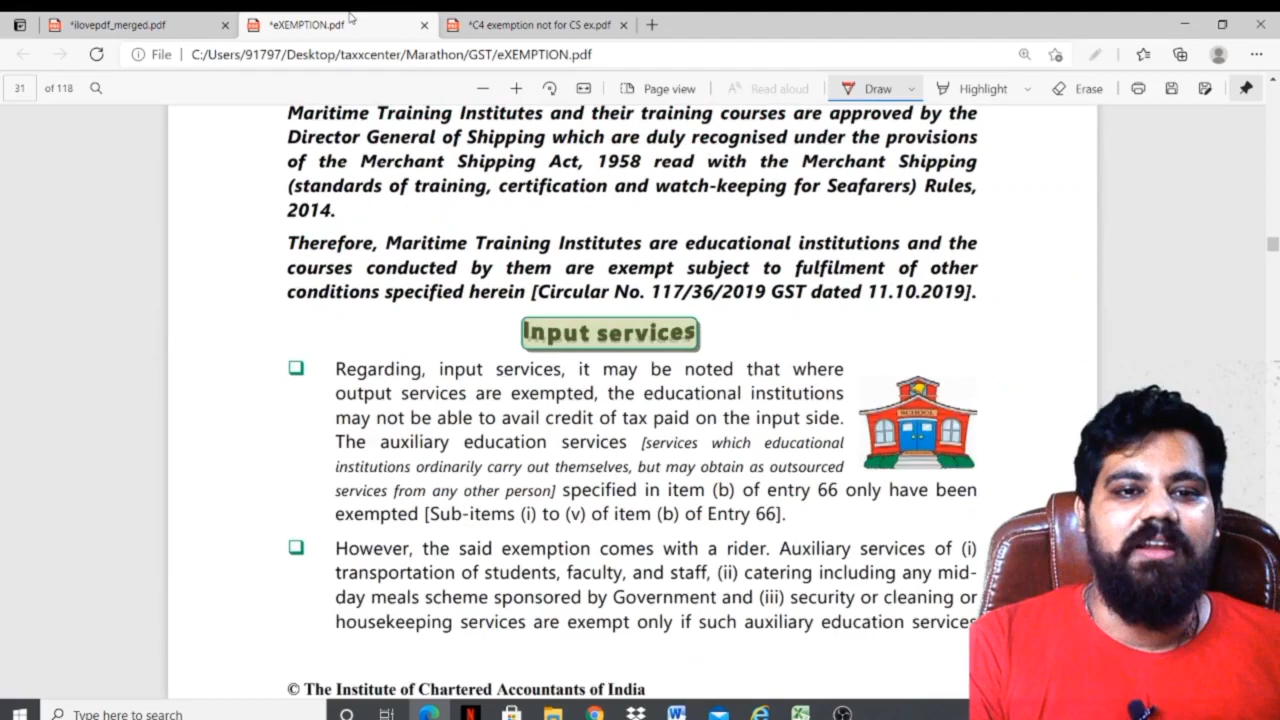 *ilovepdf_merged.pdf
*eXEMPTION.pdf
*C4 exemption not for CS ex.pdf
File
C:/Users/91797/Desktop/taxxcenter/Marathon/GST/eXEMPTION.pdf
31 of 118
Page view
Read aloud
Draw
Highlight
Erase
Maritime Training Institutes and their training courses are approved by the
Director General of Shipping which are duly recognised under the provisions
of the Merchant Shipping Act, 1958 read with the Merchant Shipping
(standards of training, certification and watch-keeping for Seafarers) Rules,
2014.
Therefore, Maritime Training Institutes are educational institutions and the
courses conducted by them are exempt subject to fulfilment of other
conditions specified herein [Circular No. 117/36/2019 GST dated 11.10.2019].
Input services
Regarding, input services, it may be noted that where
output services are exempted, the educational institutions
may not be able to avail credit of tax paid on the input side.
The auxiliary education services [services which educational
institutions ordinarily carry out themselves, but may obtain as outsourced
services from any other person] specified in item (b) of entry 66 only have been
exempted [Sub-items (i) to (v) of item (b) of Entry 66].
SCHOOL
However, the said exemption comes with a rider. Auxiliary services of (i)
transportation of students, faculty, and staff, (ii) catering including any mid-
day meals scheme sponsored by Government and (iii) security or cleaning or
housekeeping services are exempt only if such auxiliary education services
© The Institute of Chartered Accountants of India
Type here to search